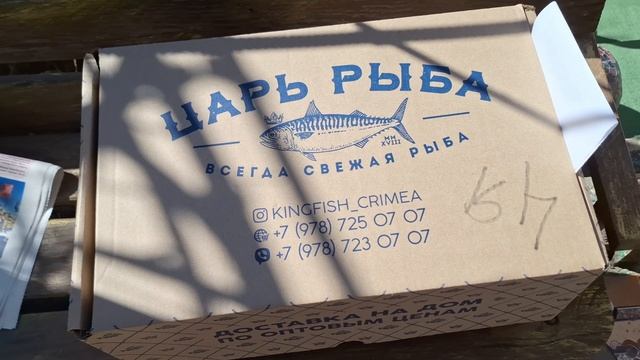 ЦАРЬ РЫБА
MM
XVIII
ВСЕГДА СВЕЖАЯ РЫБА
KINGFISH_CRIMEA
+7 (978) 725 07 07
+7 (978) 723 07 07
ДОСТАВКА НА ДОМ
ПО ОПТОВЫМ ЦЕНАМ